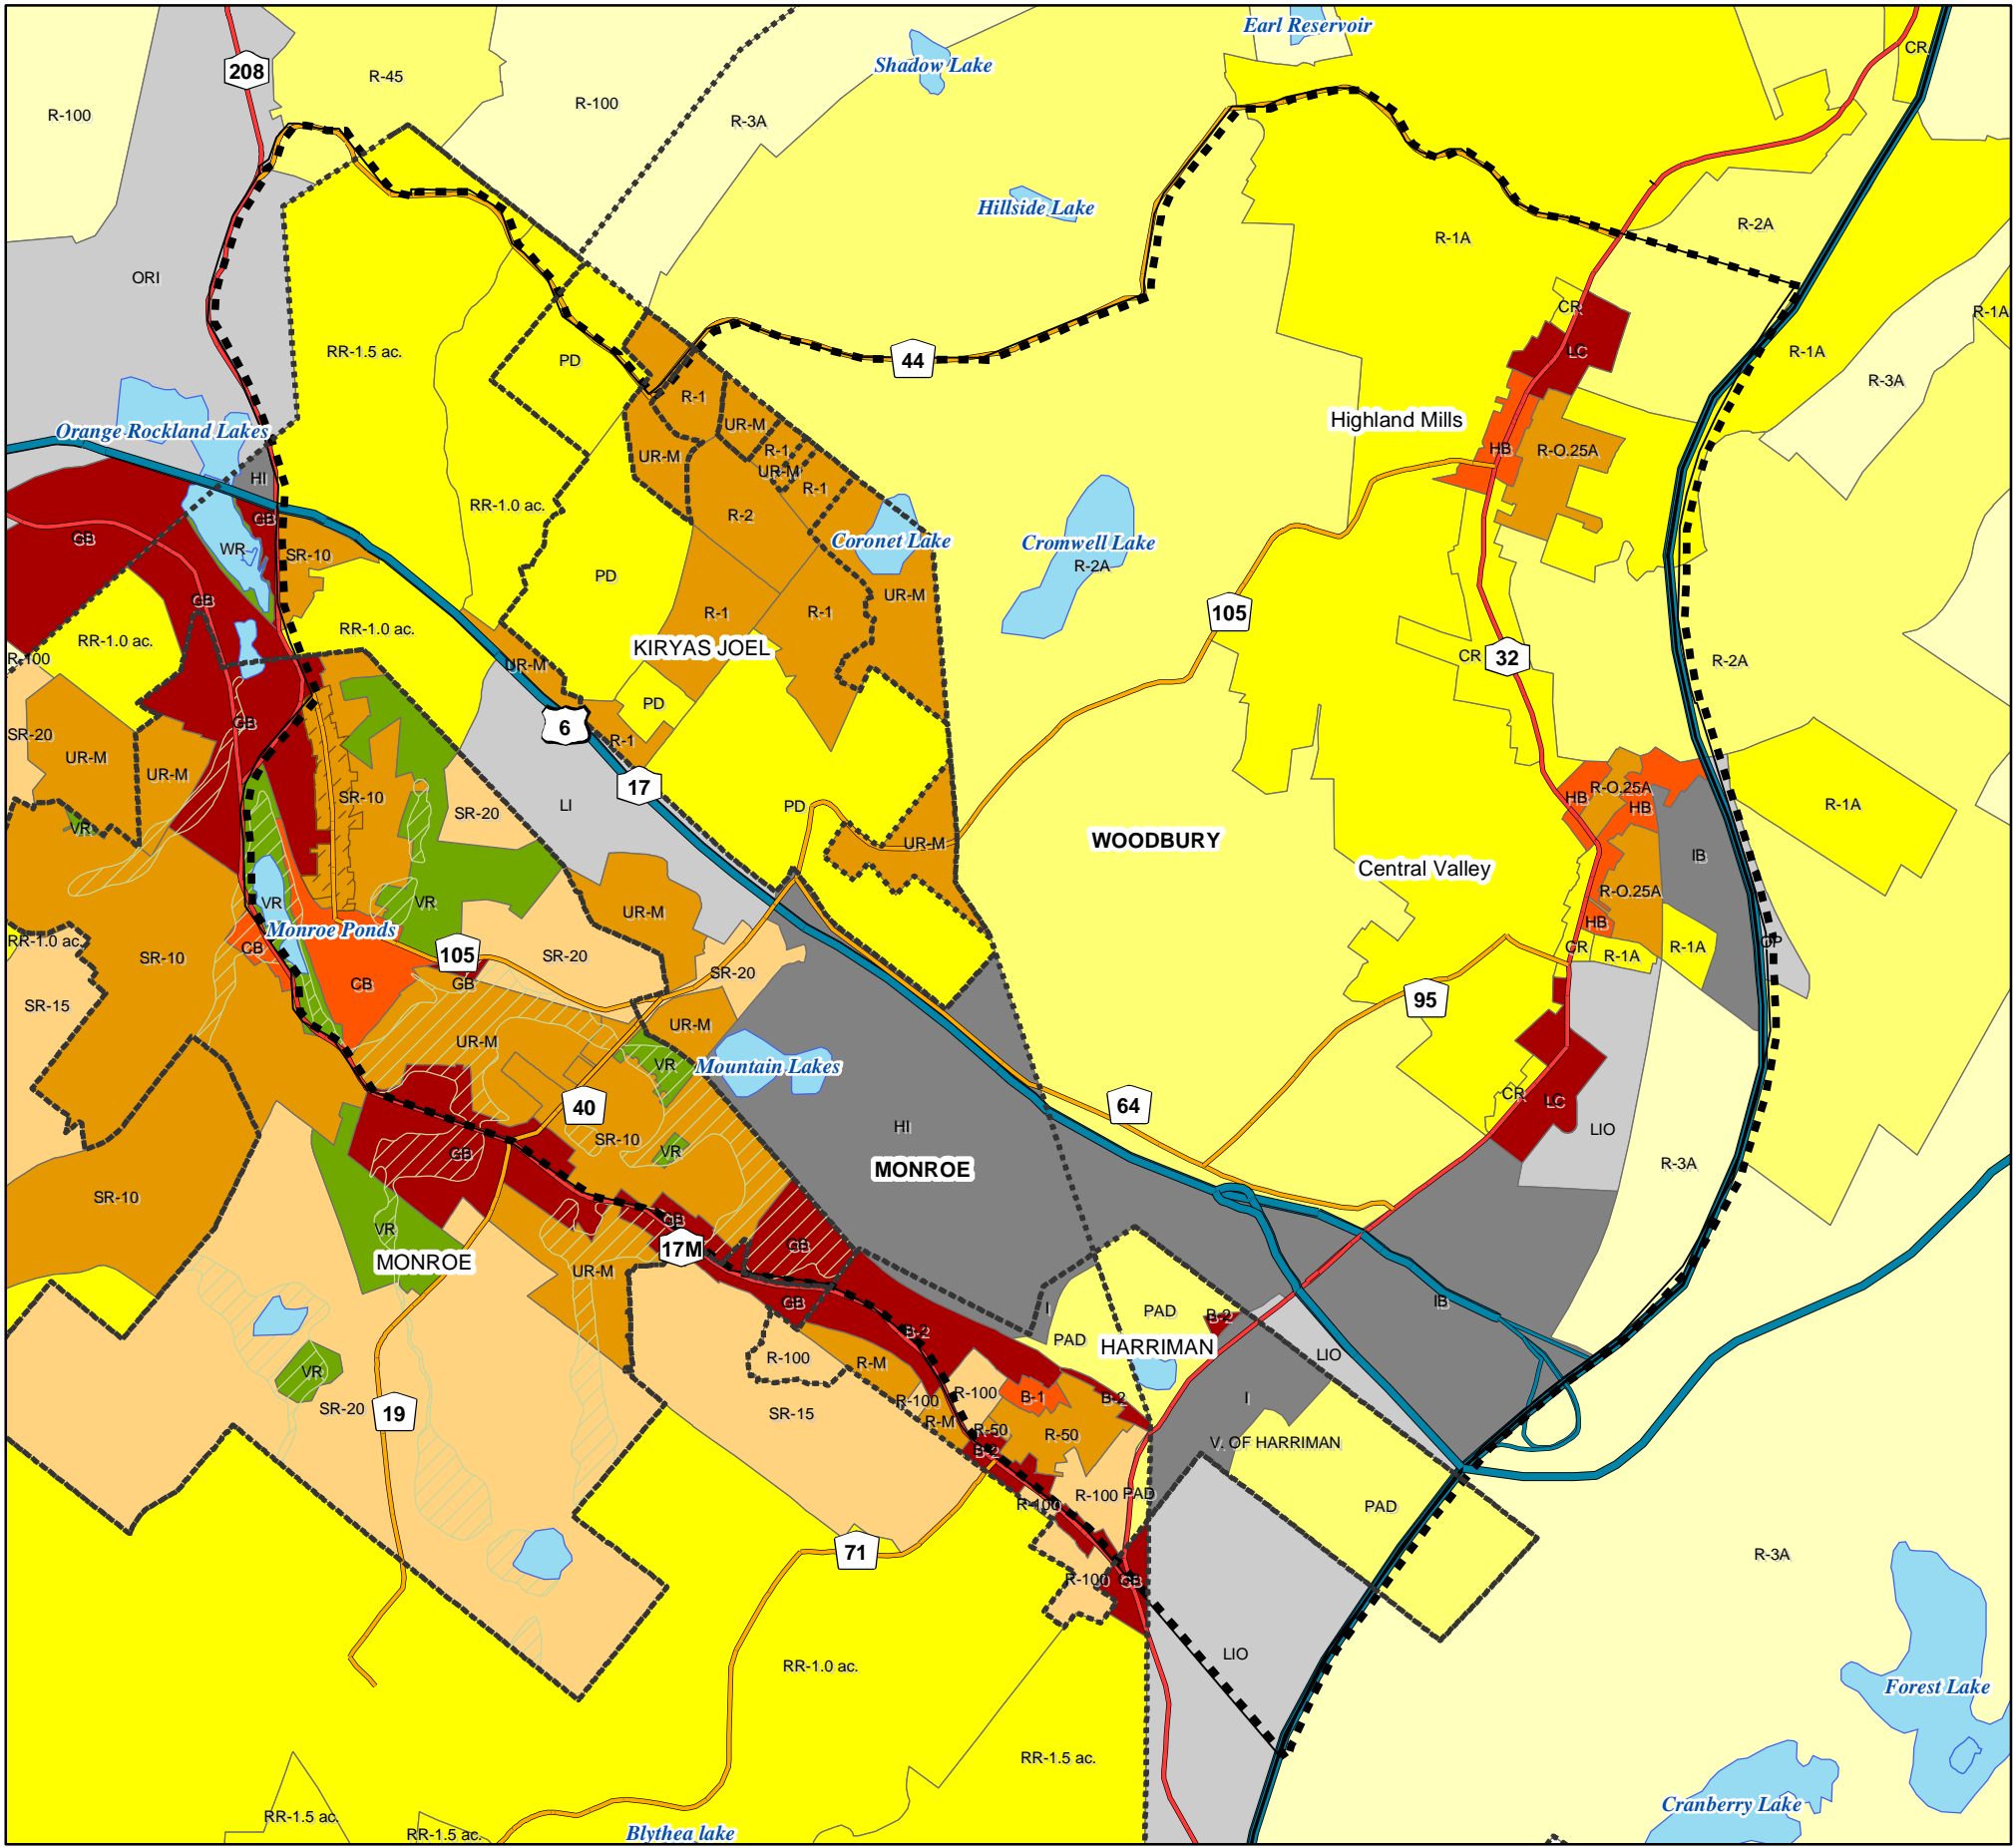 Earl Reservoir
CR
Shadow Lake
208
R-45
R-100
R-100
R-3A
Hillside Lake
R-2A
R-1A
ORI
CR
R-1A
RR-1.5 ac.
PD
44
LC
R-1A
R-3A
R-1
Highland Mills
Orange Rockland Lakes
UR-M
R-1
UR-M
UR-M
HB
R-O.25A
HI
R-1
RR-1.0 ac.
R-2
GB
GB
Coronet Lake
Cromwell Lake
WR
SR-10
R-2A
PD
UR-M
GB
R-1
R-1
105
RR-1.0 ac.
RR-1.0 ac.
KIRYAS JOEL
R-100
UR-M
CR
32
R-2A
PD
GB
6
SR-20
R-1
UR-M
UR-M
17
SR-10
LI
PD
SR-20
HB
R-O.25A
HB
R-1A
VR
UR-M
WOODBURY
IB
Central Valley
VR
VR
UR-M
R-O.25A
HB
Monroe Ponds
RR-1.0 ac.
CB
105
SR-20
SR-20
CR
R-1A
R-1A
OP
SR-10
CB
GB
SR-15
95
UR-M
UR-M
VR
Mountain Lakes
CR
LC
40
64
HI
LIO
SR-10
VR
GB
MONROE
R-3A
SR-10
VR
GB
17M
GB
MONROE
UR-M
GB
I
PAD
B-2
IB
B-2
PAD
HARRIMAN
LIO
R-100
R-M
VR
R-100
R-100
B-1
B-2
I
SR-20
19
SR-15
R-M
R-50
R-50
B-2
V. OF HARRIMAN
R-100
PAD
R-100
PAD
71
R-3A
R-100
GB
LIO
RR-1.0 ac.
Forest Lake
RR-1.5 ac.
Cranberry Lake
RR-1.5 ac.
RR-1.5 ac.
Blythea lake